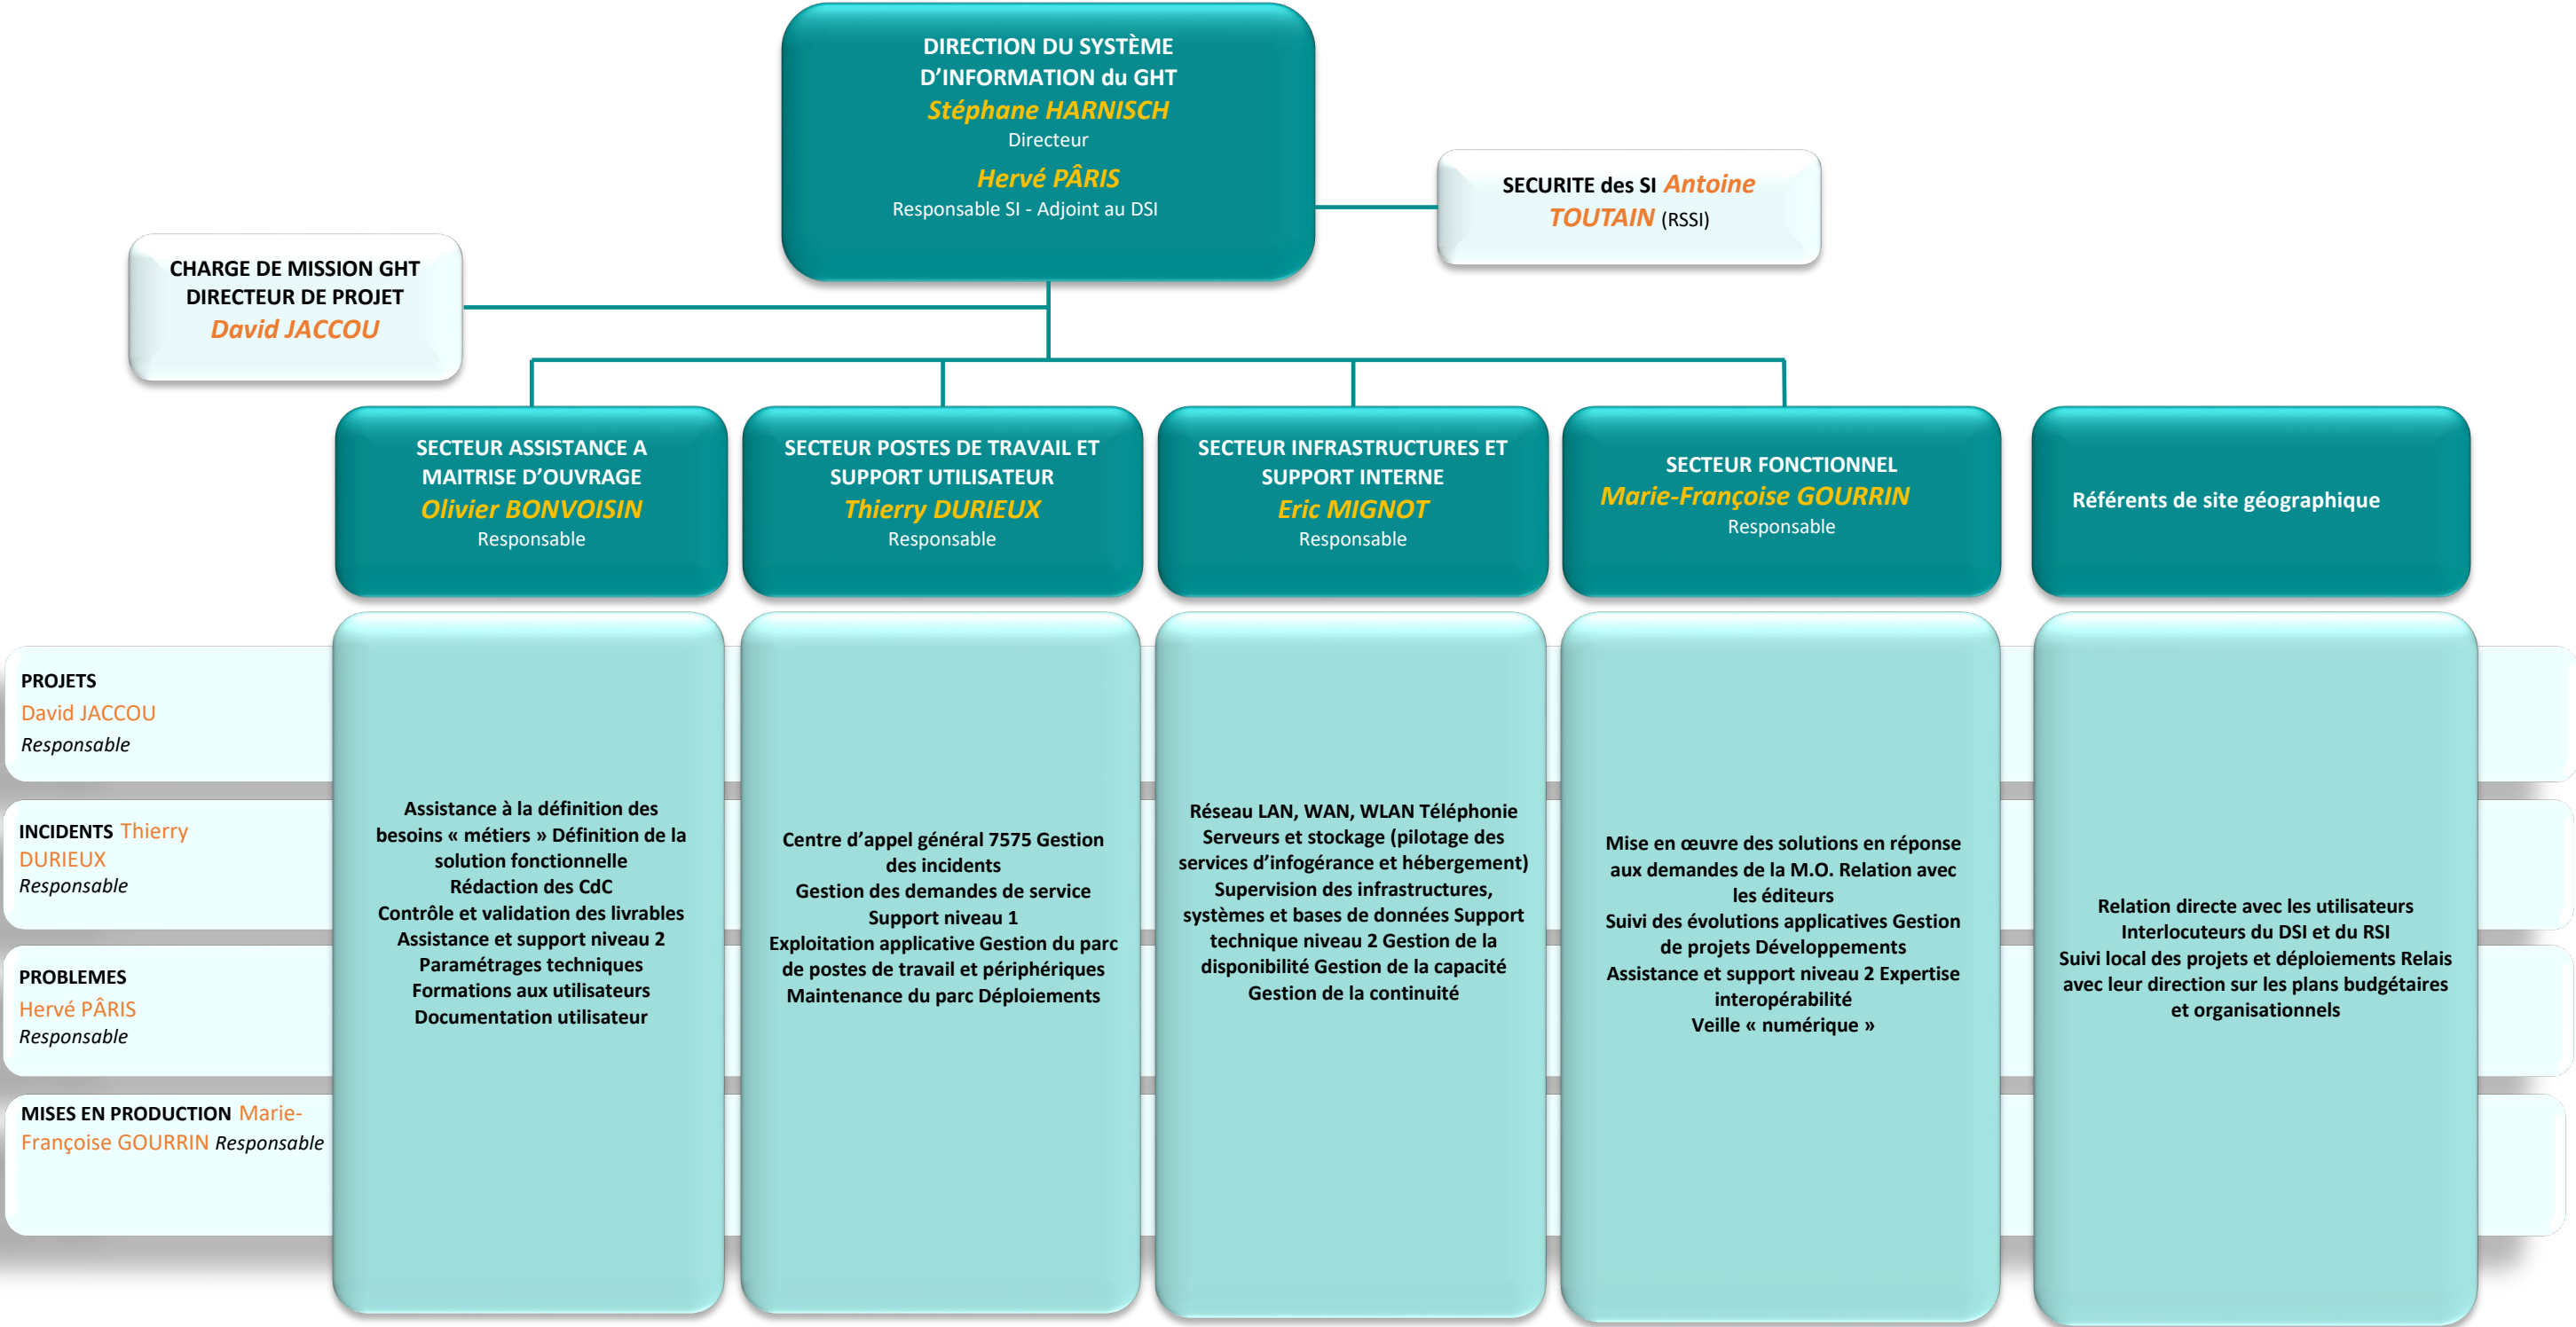 DIRECTION DU SYSTÈME
D’INFORMATION du GHT
Stéphane HARNISCH
Directeur
Hervé PÂRIS
Responsable SI - Adjoint au DSI
SECURITE des SI Antoine
TOUTAIN (RSSI)
CHARGE DE MISSION GHT
DIRECTEUR DE PROJET
David JACCOU
SECTEUR ASSISTANCE A
MAITRISE D’OUVRAGE
Olivier BONVOISIN
Responsable
SECTEUR POSTES DE TRAVAIL ET
SUPPORT UTILISATEUR
Thierry DURIEUX
Responsable
SECTEUR INFRASTRUCTURES ET
SUPPORT INTERNE
Eric MIGNOT
Responsable
SECTEUR FONCTIONNEL
Marie-Françoise GOURRIN
Responsable
Référents de site géographique
PROJETS
David JACCOU
Responsable
INCIDENTS Thierry
DURIEUX
Responsable
PROBLEMES
Hervé PÂRIS
Responsable
MISES EN PRODUCTION Marie-
Françoise GOURRIN Responsable
Assistance à la définition des
besoins « métiers » Définition de la
solution fonctionnelle
Rédaction des CdC
Contrôle et validation des livrables
Assistance et support niveau 2
Paramétrages techniques
Formations aux utilisateurs
Documentation utilisateur
Centre d’appel général 7575 Gestion
des incidents
Gestion des demandes de service
Support niveau 1
Exploitation applicative Gestion du parc
de postes de travail et périphériques
Maintenance du parc Déploiements
Réseau LAN, WAN, WLAN Téléphonie
Serveurs et stockage (pilotage des
services d’infogérance et hébergement)
Supervision des infrastructures,
systèmes et bases de données Support
technique niveau 2 Gestion de la
disponibilité Gestion de la capacité
Gestion de la continuité
Mise en œuvre des solutions en réponse
aux demandes de la M.O. Relation avec
les éditeurs
Suivi des évolutions applicatives Gestion
de projets Développements
Assistance et support niveau 2 Expertise
interopérabilité
Veille « numérique »
Relation directe avec les utilisateurs
Interlocuteurs du DSI et du RSI
Suivi local des projets et déploiements Relais
avec leur direction sur les plans budgétaires
et organisationnels